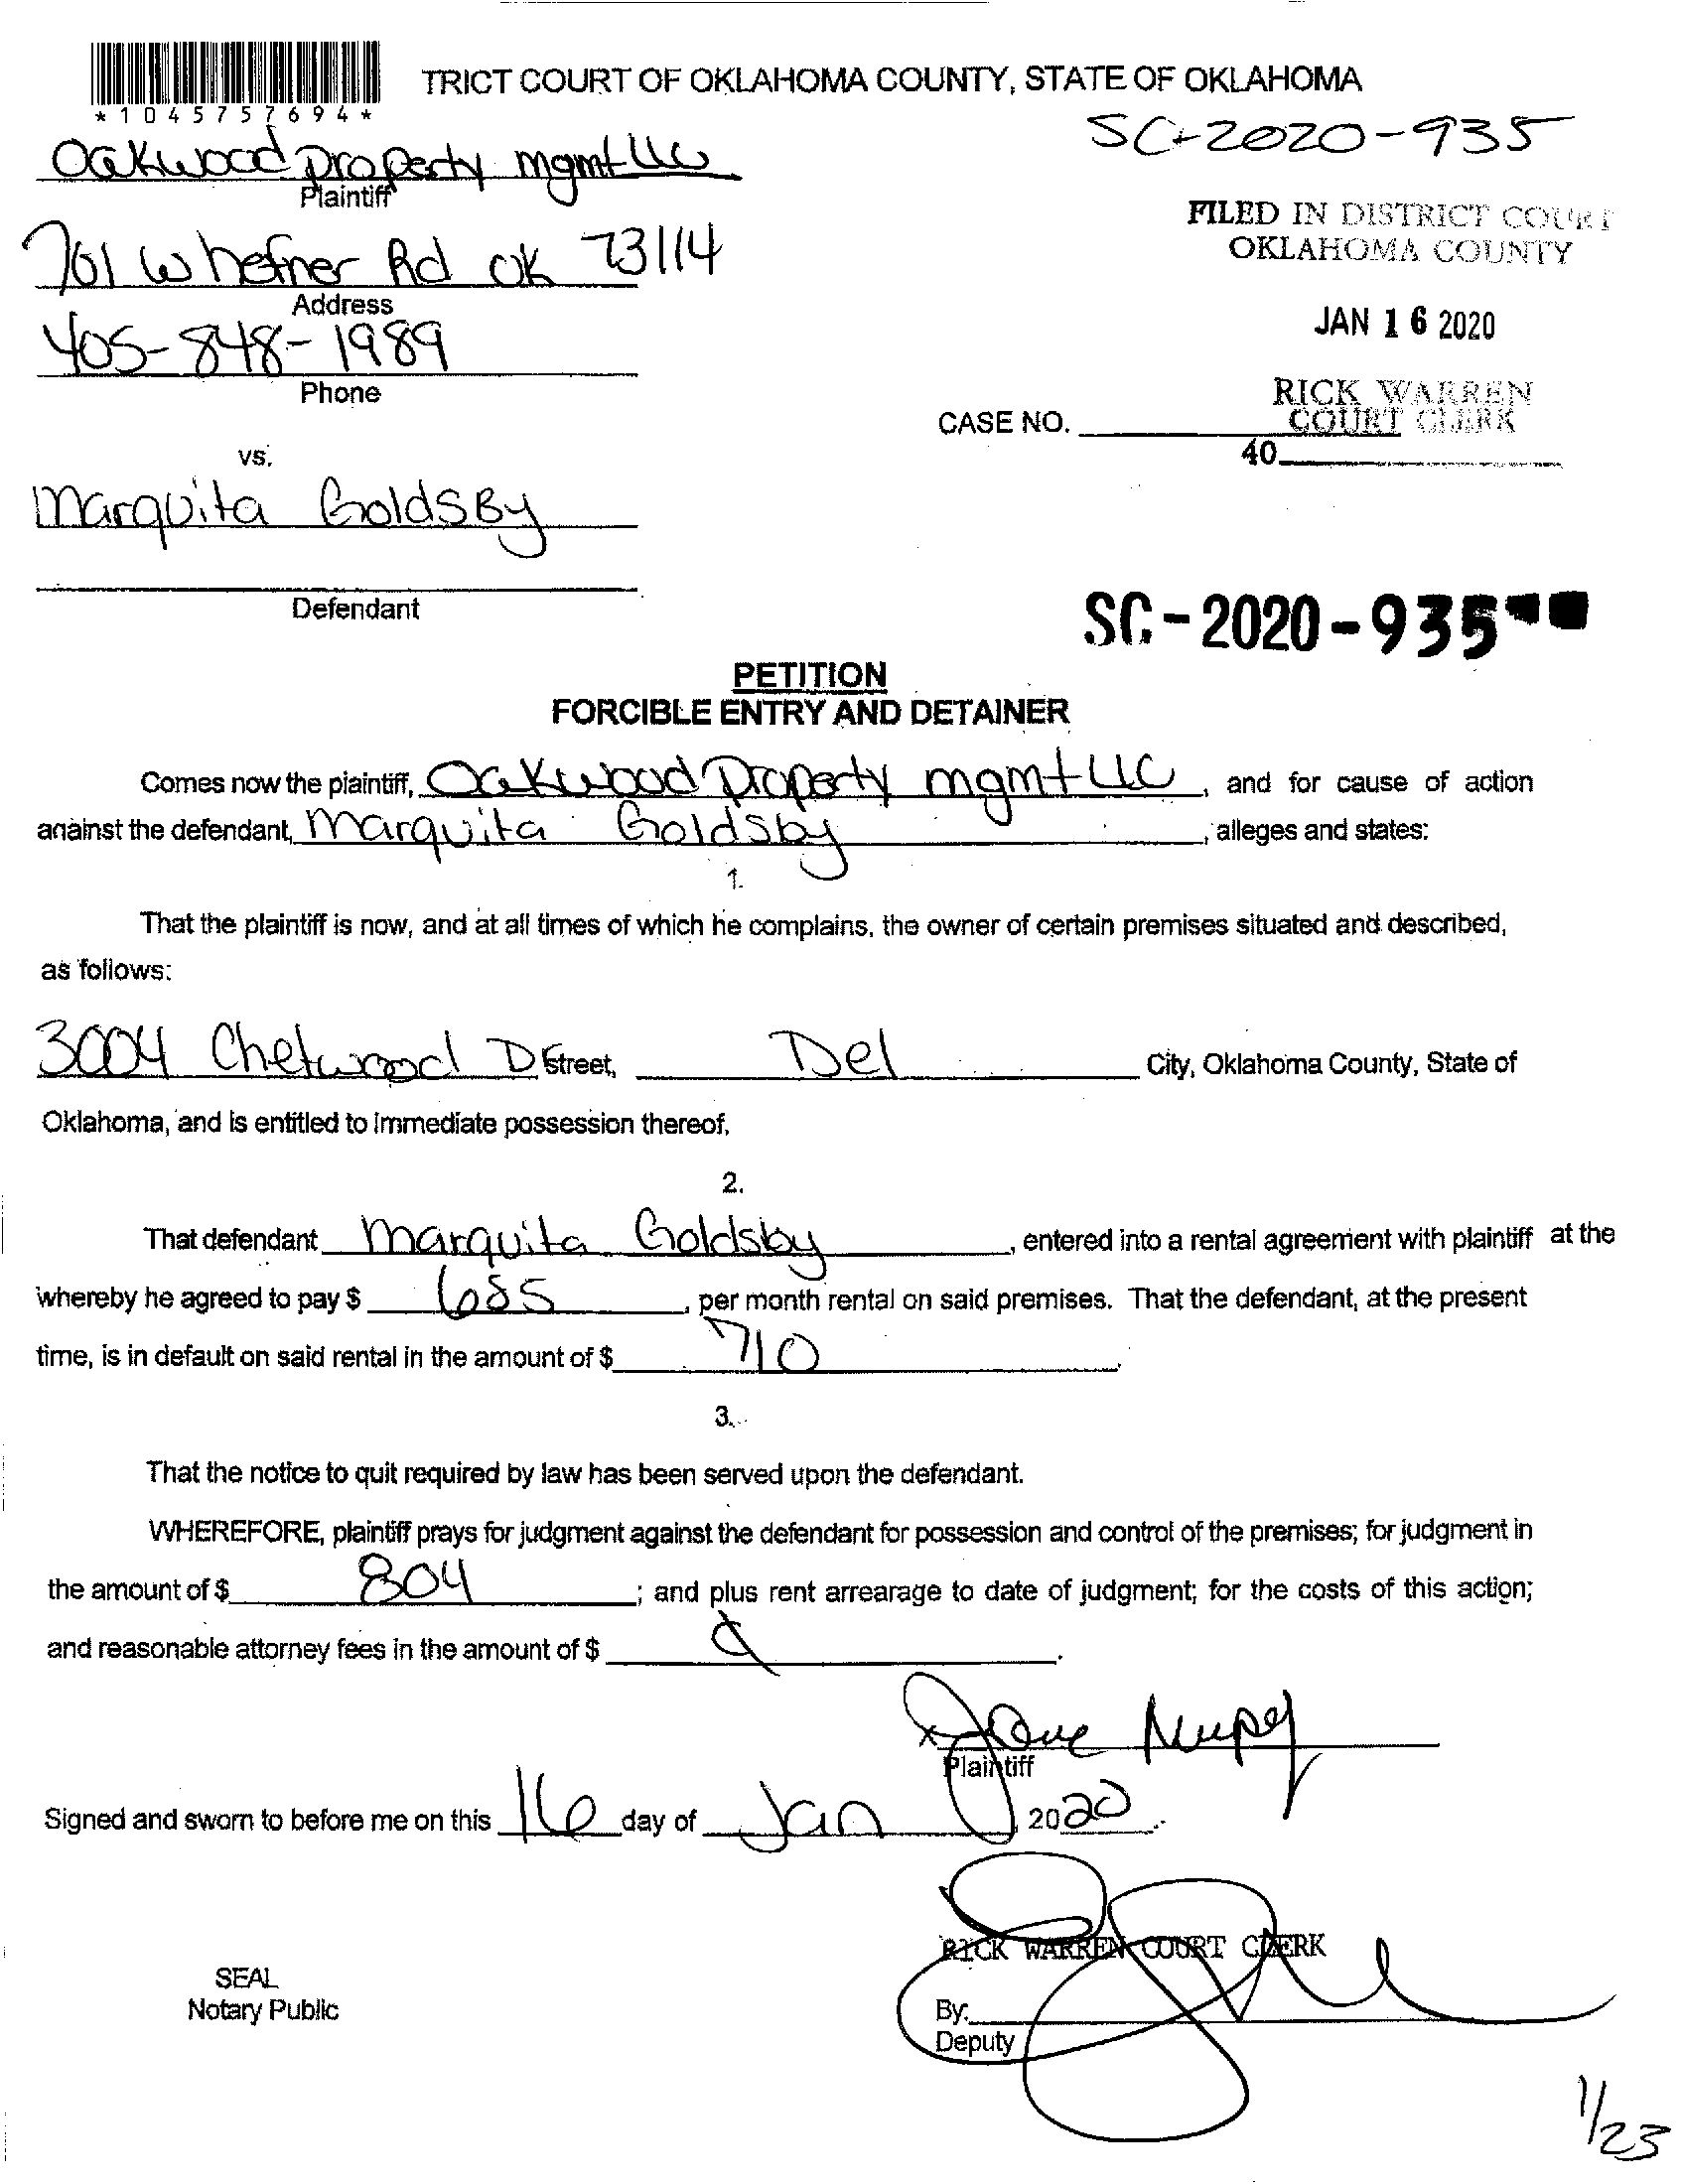 TRICT COURT OF OKLAHOMA COUNTY, STATE OF OKLAHOMA
*1045757694*
SC-2020-935
Oakwood Property mgmt LLC
Plaintiff
FILED IN DISTRICT COURT
OKLAHOMA COUNTY
701 W hefner Rd OK 73114
Address
JAN 16 2020
405-848-1989
Phone
RICK WARREN
COURT CLERK
CASE NO.
40
vs.
Marquita GoldsBy
Defendant
SC-2020-935
PETITION
FORCIBLE ENTRY AND DETAINER
Comes now the plaintiff, Oakwood Property mgmt LLC, and for cause of action
against the defendant, Marquita Goldsby, alleges and states:
1.
That the plaintiff is now, and at all times of which he complains, the owner of certain premises situated and described,
as follows:
3004 Chetwood D Street, Del City, Oklahoma County, State of
Oklahoma, and is entitled to immediate possession thereof.
2.
That defendant Marquita Goldsby, entered into a rental agreement with plaintiff at the
whereby he agreed to pay $ 685, per month rental on said premises. That the defendant, at the present
time, is in default on said rental in the amount of $ 710.
3.
That the notice to quit required by law has been served upon the defendant.
WHEREFORE, plaintiff prays for judgment against the defendant for possession and control of the premises; for judgment in
the amount of $ 804; and plus rent arrearage to date of judgment; for the costs of this action;
and reasonable attorney fees in the amount of $
Plaintiff
Signed and sworn to before me on this 16 day of Jan, 2020.
RICK WARREN COURT CLERK
SEAL
Notary Public
By:
Deputy
1/23